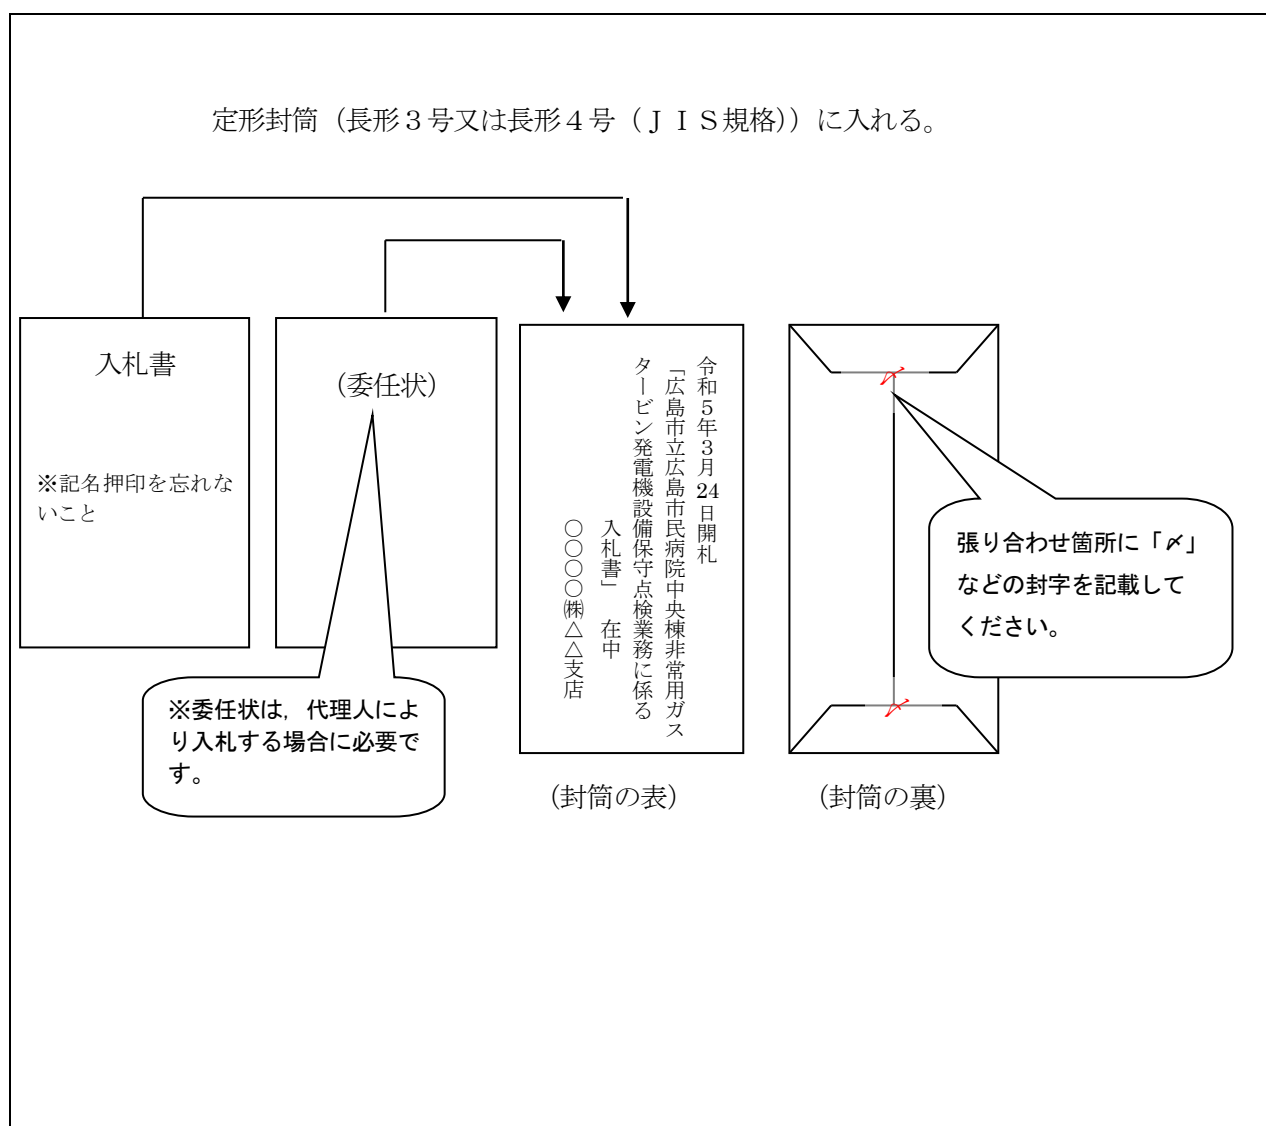 定形封筒（長形３号又は長形４号（ＪＩＳ規格））に入れる。
入札書
※記名押印を忘れな
いこと
（委任状）
※委任状は，代理人によ
り入札する場合に必要で
す。
令和５年３月24日開札
「広島市立広島市民病院中央棟非常用ガス
タービン発電機設備保守点検業務に係る
入札書」　在中
〇〇〇〇㈱△△支店
（封筒の表）
〆
〆
張り合わせ箇所に「〆」
などの封字を記載して
ください。
（封筒の裏）